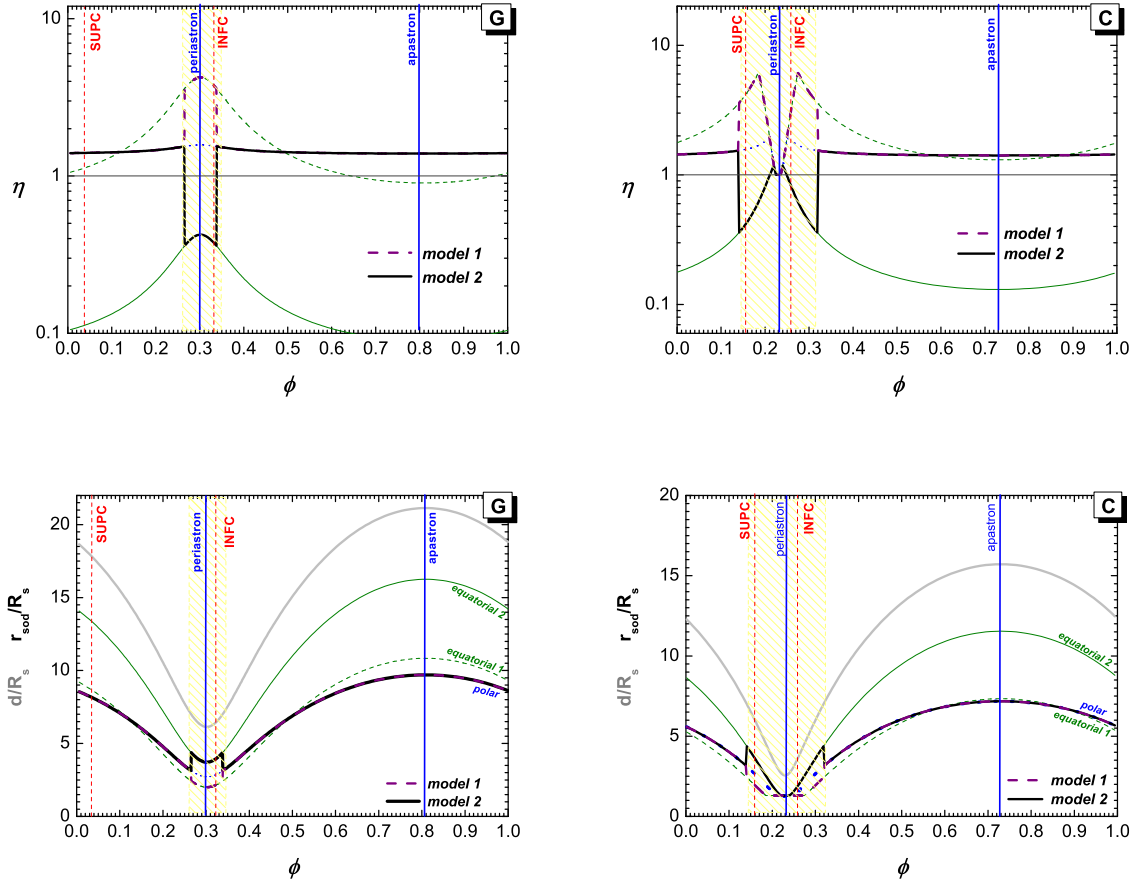 G
10
1
0.1
η
SUPC
periastron
INFC
apastron
model 1
model 2
0.0 0.1 0.2 0.3 0.4 0.5 0.6 0.7 0.8 0.9 1.0
ϕ
C
10
1
0.1
η
SUPC
periastron
INFC
apastron
model 1
model 2
0.0 0.1 0.2 0.3 0.4 0.5 0.6 0.7 0.8 0.9 1.0
ϕ
G
20
15
10
5
0
d/Rs rsod/Rs
SUPC
periastron
INFC
apastron
equatorial 2
equatorial 1
polar
model 1
model 2
0.0 0.1 0.2 0.3 0.4 0.5 0.6 0.7 0.8 0.9 1.0
ϕ
C
20
15
10
5
0
d/Rs rsod/Rs
SUPC
periastron
INFC
apastron
equatorial 2
polar
equatorial 1
model 1
model 2
0.0 0.1 0.2 0.3 0.4 0.5 0.6 0.7 0.8 0.9 1.0
ϕ